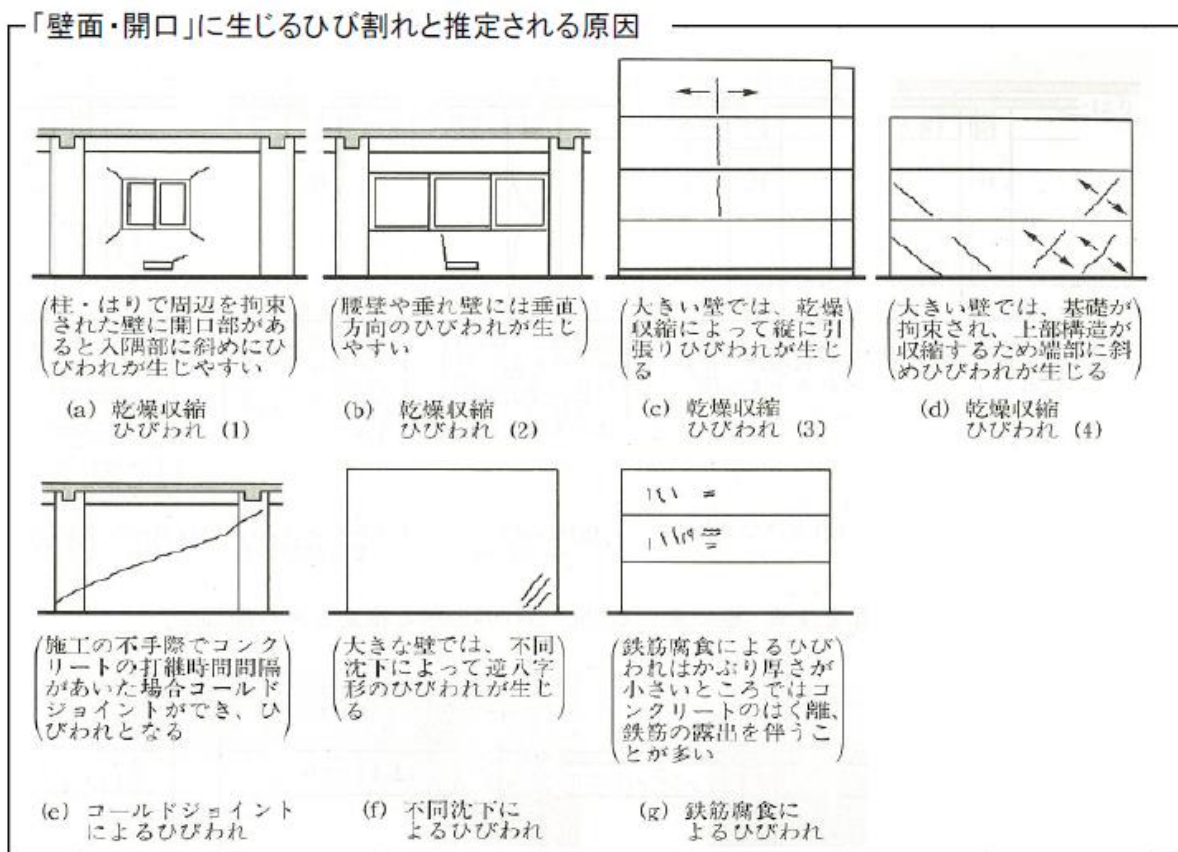 「壁面・開口」に生じるひび割れと推定される原因
柱・はりで周辺を拘束
された壁に開口部があ
ると入隅部に斜めにひ
びわれが生じやすい
(a) 乾燥収縮
ひびわれ (1)
腰壁や垂れ壁には垂直
方向のひびわれが生じ
やすい
(b) 乾燥収縮
ひびわれ (2)
大きい壁では、乾燥
収縮によって縦に引
張りひびわれが生じ
る
(c) 乾燥収縮
ひびわれ (3)
大きい壁では、基礎が
拘束され、上部構造が
収縮するため端部に斜
めひびわれが生じる
(d) 乾燥収縮
ひびわれ (4)
施工の不手際でコンク
リートの打継時間間隔
があいた場合コールド
ジョイントができ、ひ
びわれとなる
(e) コールドジョイント
によるひびわれ
大きな壁では、不同
沈下によって逆八字
形のひびわれが生じ
る
(f) 不同沈下に
よるひびわれ
鉄筋腐食によるひび
われはかぶり厚さが
小さいところではコ
ンクリートのはく離、
鉄筋の露出を伴うこ
とが多い
(g) 鉄筋腐食に
よるひびわれ